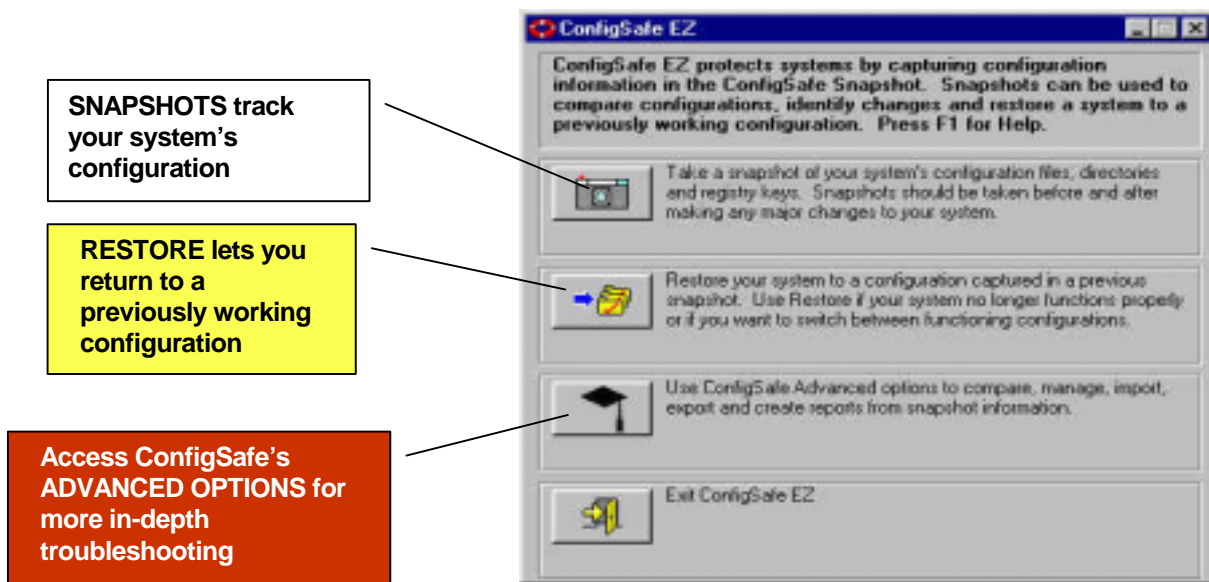 ConfigSafe EZ
ConfigSafe EZ protects systems by capturing configuration
information in the ConfigSafe Snapshot. Snapshots can be used to
compare configurations, identify changes and restore a system to a
previously working configuration. Press F1 for Help.
SNAPSHOTS track
your system's
configuration
Take a snapshot of your system's configuration files, directories
and registry keys. Snapshots should be taken before and after
making any major changes to your system.
RESTORE lets you
return to a
previously working
configuration
Restore your system to a configuration captured in a previous
snapshot. Use Restore if your system no longer functions properly
or if you want to switch between functioning configurations.
Access ConfigSafe's
ADVANCED OPTIONS for
more in-depth
troubleshooting
Use ConfigSafe Advanced options to compare, manage, import,
export and create reports from snapshot information.
Exit ConfigSafe EZ